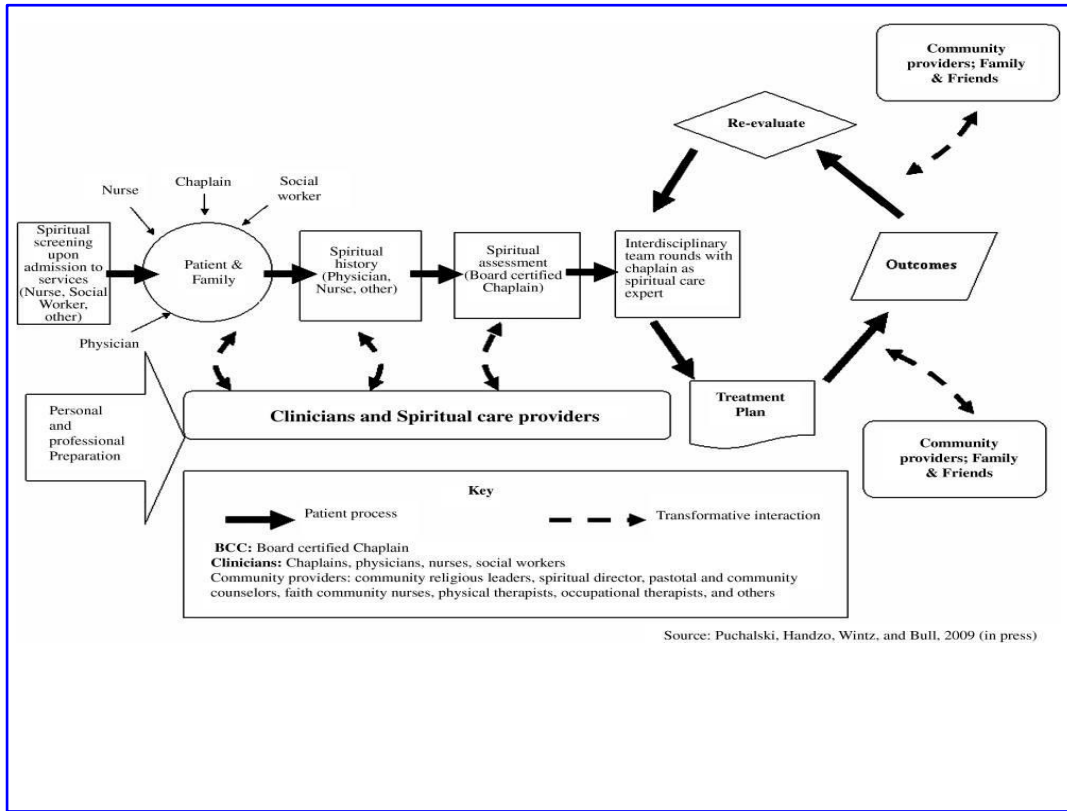 Community
providers; Family
& Friends
Re-evaluate
Nurse
Chaplain
Social
worker
Spiritual
screening
upon
admission to
services
(Nurse, Social
Worker,
other)
Patient &
Family
Spiritual
history
(Physician,
Nurse, other)
Spiritual
assessment
(Board certified
Chaplain)
Interdisciplinary
team rounds with
chaplain as
spiritual care
expert
Outcomes
Physician
Personal
and
professional
Preparation
Clinicians and Spiritual care providers
Treatment
Plan
Community
providers; Family
& Friends
Key
Patient process
Transformative interaction
BCC: Board certified Chaplain
Clinicians: Chaplains, physicians, nurses, social workers
Community providers: community religious leaders, spiritual director, pastotal and community
counselors, faith community nurses, physical therapists, occupational therapists, and others
Source: Puchalski, Handzo, Wintz, and Bull, 2009 (in press)